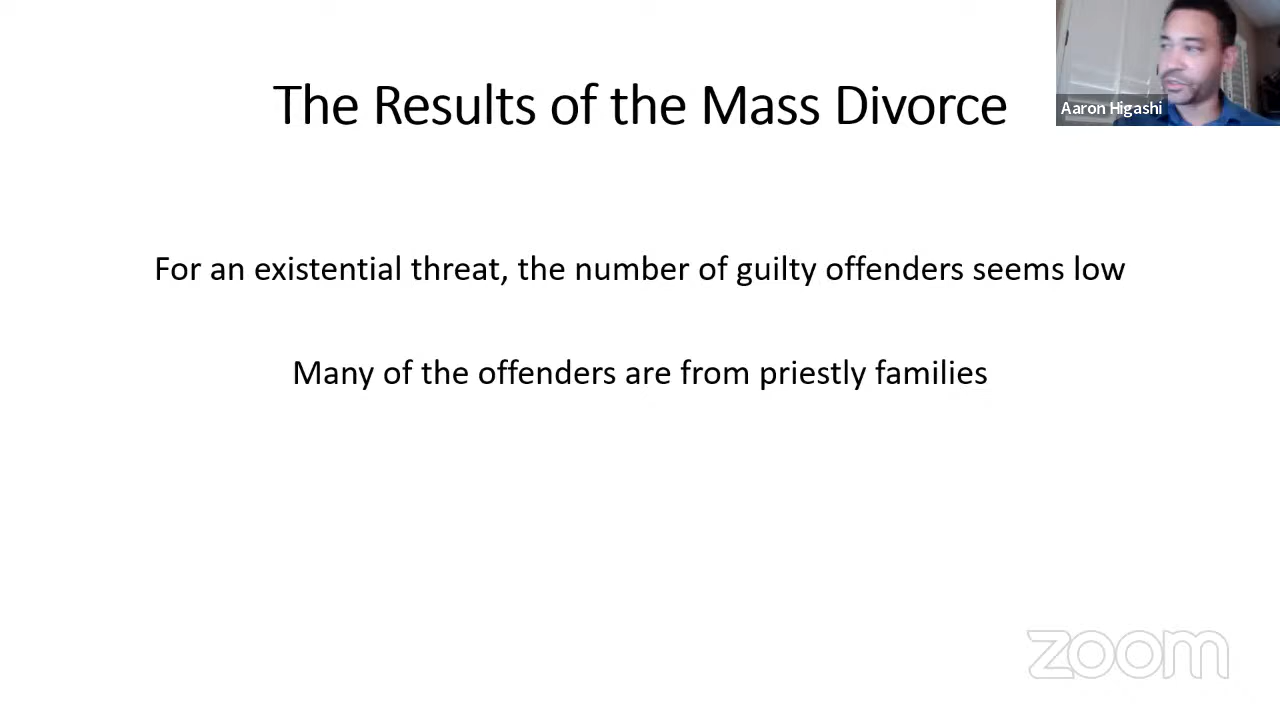 The Results of the Mass Divorce
Aaron Higashi
For an existential threat, the number of guilty offenders seems low
Many of the offenders are from priestly families
zoom